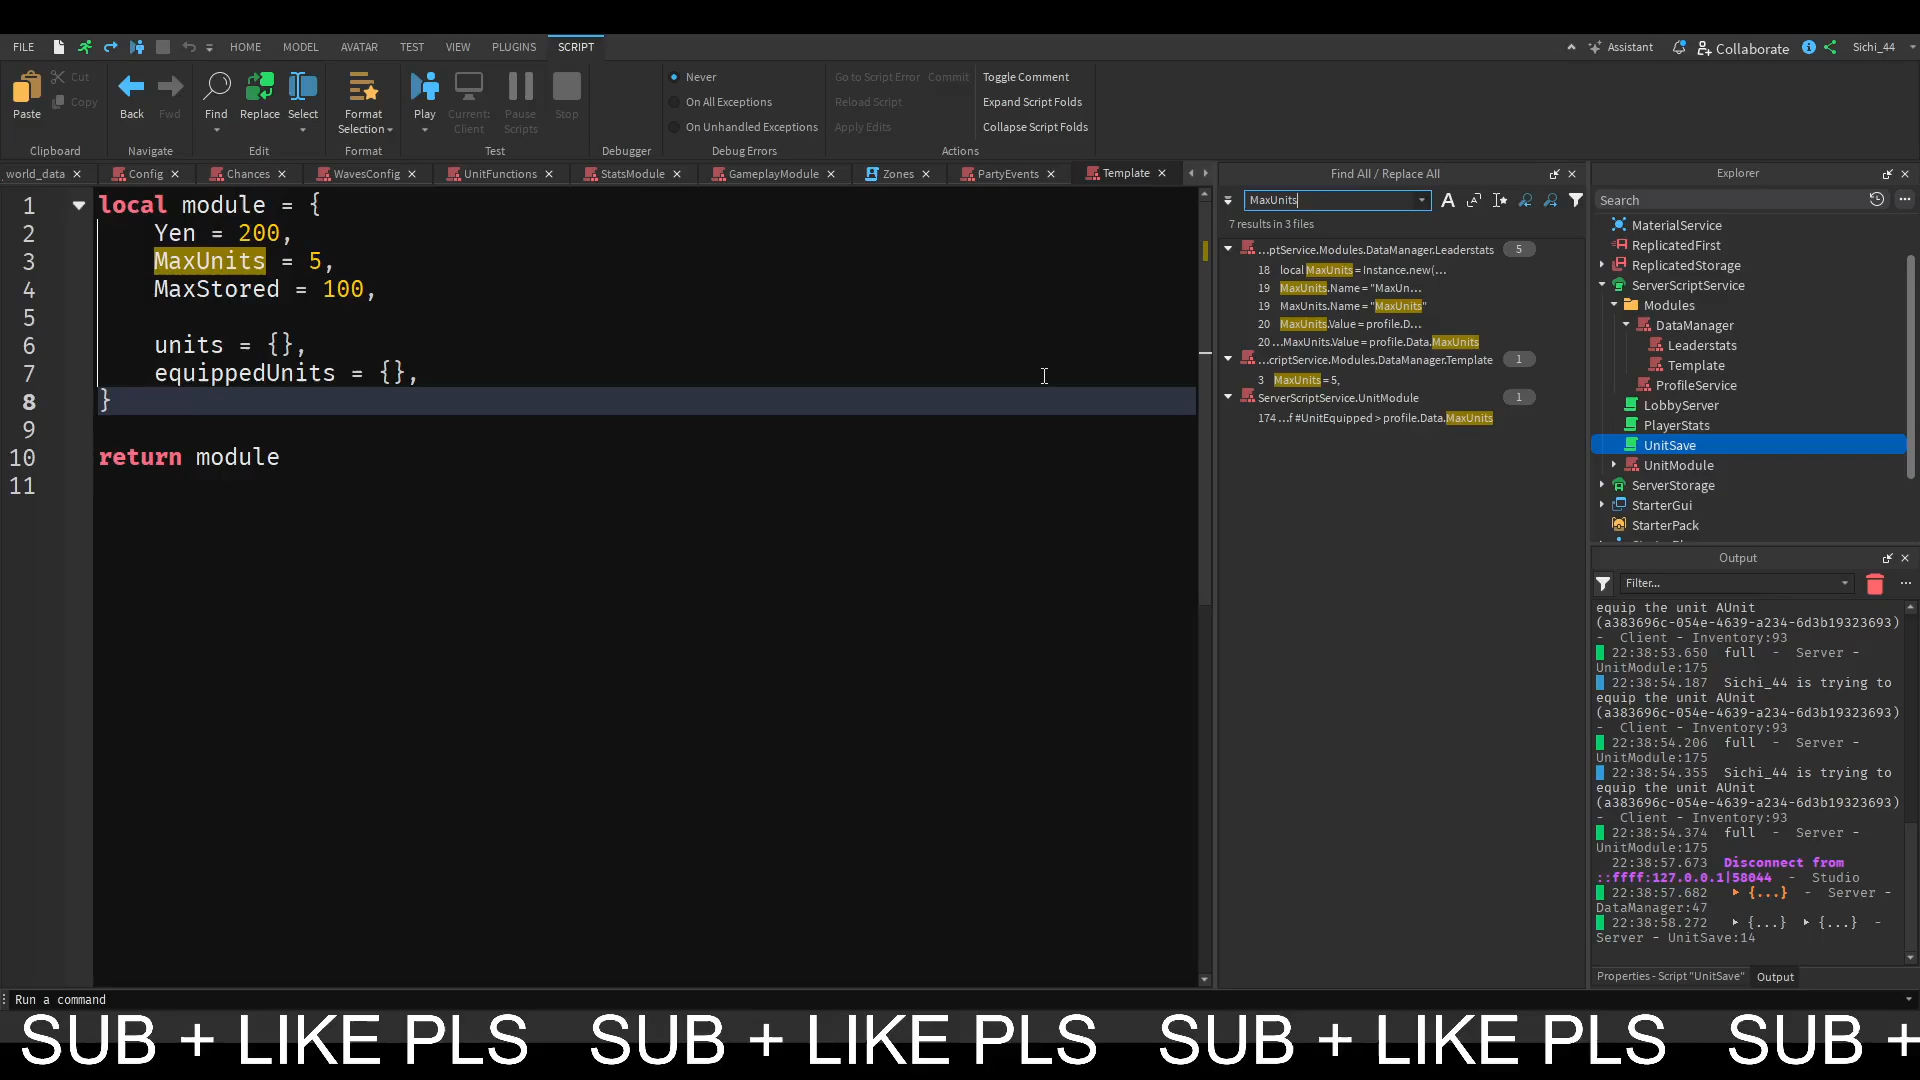 FILE HOME MODEL AVATAR TEST VIEW PLUGINS SCRIPT Assistant Collaborate Sichi_44
Paste Cut Copy Back Fwd Find Replace Select Format Selection Play Current: Client Pause Scripts Stop
Never Go to Script Error Commit Toggle Comment
On All Exceptions Reload Script Expand Script Folds
On Unhandled Exceptions Apply Edits Collapse Script Folds
Clipboard Navigate Edit Format Test Debugger Debug Errors Actions
world_data Config Chances WavesConfig UnitFunctions StatsModule GameplayModule Zones PartyEvents Template
1 local module = {
2 Yen = 200,
3 MaxUnits = 5,
4 MaxStored = 100,
5
6 units = {},
7 equippedUnits = {},
8 }
9
10 return module
11
Find All / Replace All
MaxUnits
7 results in 3 files
...ptService.Modules.DataManager.Leaderstats 5
18 local MaxUnits = Instance.new(...
19 MaxUnits.Name = "MaxUn...
19 MaxUnits.Name = "MaxUnits"
20 MaxUnits.Value = profile.D...
20 ...MaxUnits.Value = profile.Data.MaxUnits
...criptService.Modules.DataManager.Template 1
3 MaxUnits = 5,
ServerScriptService.UnitModule 1
174 ...f #UnitEquipped > profile.Data.MaxUnits
Explorer
Search
MaterialService
ReplicatedFirst
ReplicatedStorage
ServerScriptService
Modules
DataManager
Leaderstats
Template
ProfileService
LobbyServer
PlayerStats
UnitSave
UnitModule
ServerStorage
StarterGui
StarterPack
Output
Filter...
equip the unit AUnit
(a383696c-054e-4639-a234-6d3b19323693)
- Client - Inventory:93
22:38:53.650 full - Server -
UnitModule:175
22:38:54.187 Sichi_44 is trying to
equip the unit AUnit
(a383696c-054e-4639-a234-6d3b19323693)
- Client - Inventory:93
22:38:54.206 full - Server -
UnitModule:175
22:38:54.355 Sichi_44 is trying to
equip the unit AUnit
(a383696c-054e-4639-a234-6d3b19323693)
- Client - Inventory:93
22:38:54.374 full - Server -
UnitModule:175
22:38:57.673 Disconnect from
::ffff:127.0.0.1|58044 - Studio
22:38:57.682 {...} - Server -
DataManager:47
22:38:58.272 {...} {...} -
Server - UnitSave:14
Properties - Script "UnitSave" Output
Run a command
SUB + LIKE PLS SUB + LIKE PLS SUB + LIKE PLS SUB +